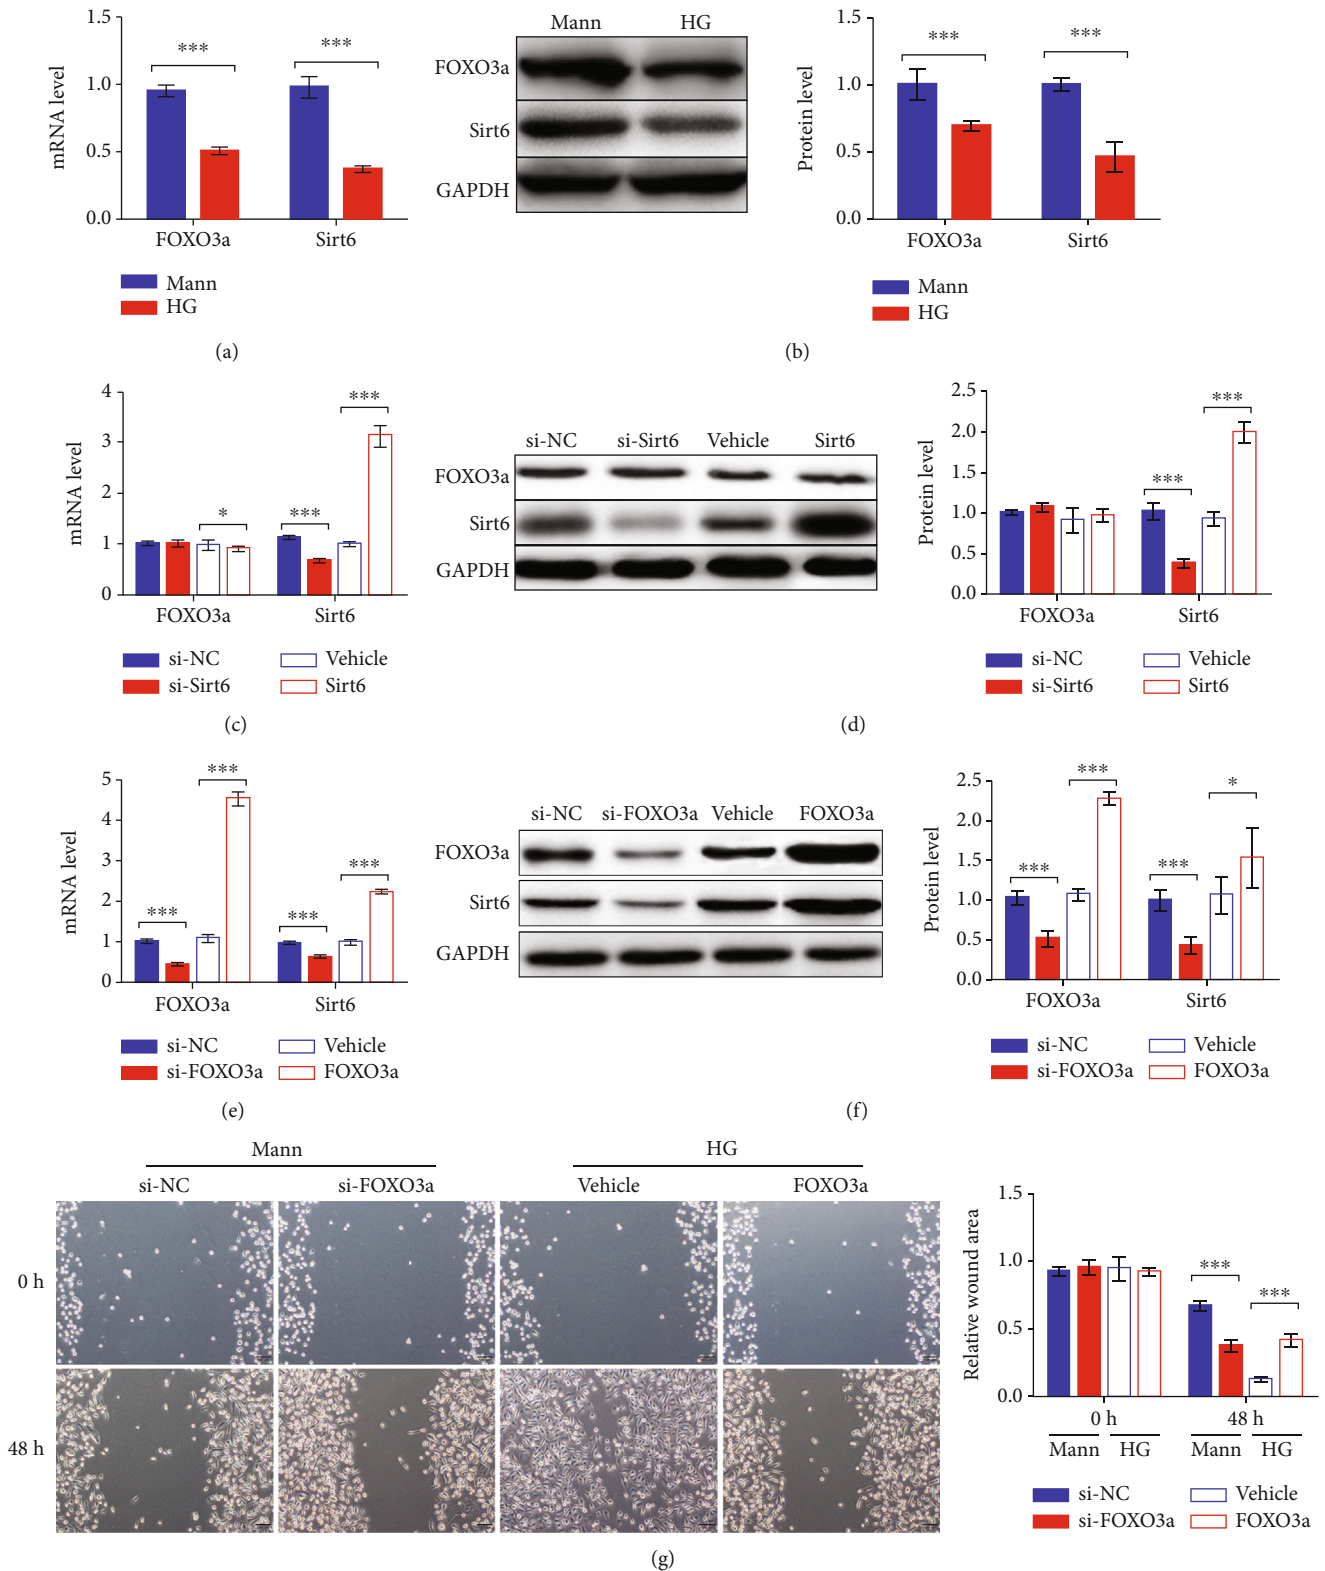 1.5
1.0
0.5
0.0
mRNA level
***
***
FOXO3a
Sirt6
Mann
HG
(a)
Mann HG
FOXO3a
Sirt6
GAPDH
1.5
1.0
0.5
0.0
Protein level
***
***
FOXO3a
Sirt6
Mann
HG
(b)
4
3
2
1
0
mRNA level
*
***
***
FOXO3a
Sirt6
si-NC
si-Sirt6
Vehicle
Sirt6
(c)
si-NC si-Sirt6 Vehicle Sirt6
FOXO3a
Sirt6
GAPDH
2.5
2.0
1.5
1.0
0.5
0.0
Protein level
***
***
FOXO3a
Sirt6
si-NC
si-Sirt6
Vehicle
Sirt6
(d)
5
4
3
2
1
0
mRNA level
***
***
***
***
FOXO3a
Sirt6
si-NC
si-FOXO3a
Vehicle
FOXO3a
(e)
si-NC si-FOXO3a Vehicle FOXO3a
FOXO3a
Sirt6
GAPDH
2.5
2.0
1.5
1.0
0.5
0.0
Protein level
***
***
***
*
FOXO3a
Sirt6
si-NC
si-FOXO3a
Vehicle
FOXO3a
(f)
Mann
HG
si-NC
si-FOXO3a
Vehicle
FOXO3a
0 h
48 h
1.5
1.0
0.5
0.0
Relative wound area
***
***
0 h
48 h
Mann HG Mann HG
si-NC
si-FOXO3a
Vehicle
FOXO3a
(g)